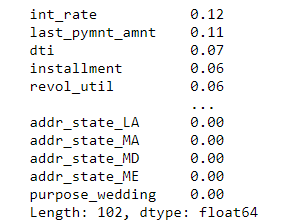 int_rate 0.12
last_pymnt_amnt 0.11
dti 0.07
installment 0.06
revol_util 0.06
...
addr_state_LA 0.00
addr_state_MA 0.00
addr_state_MD 0.00
addr_state_ME 0.00
purpose_wedding 0.00
Length: 102, dtype: float64